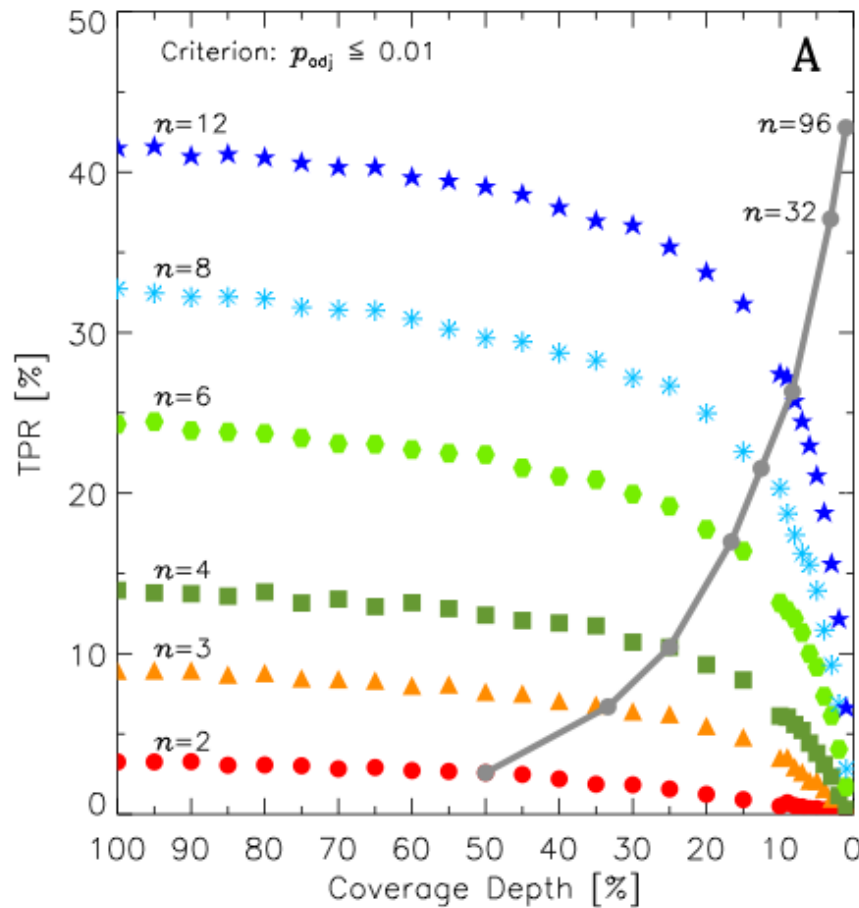 Criterion: p_adj ≦ 0.01
A
n=12
n=96
n=32
n=8
n=6
n=4
n=3
n=2
TPR [%]
50
40
30
20
10
0
100 90 80 70 60 50 40 30 20 10 0
Coverage Depth [%]